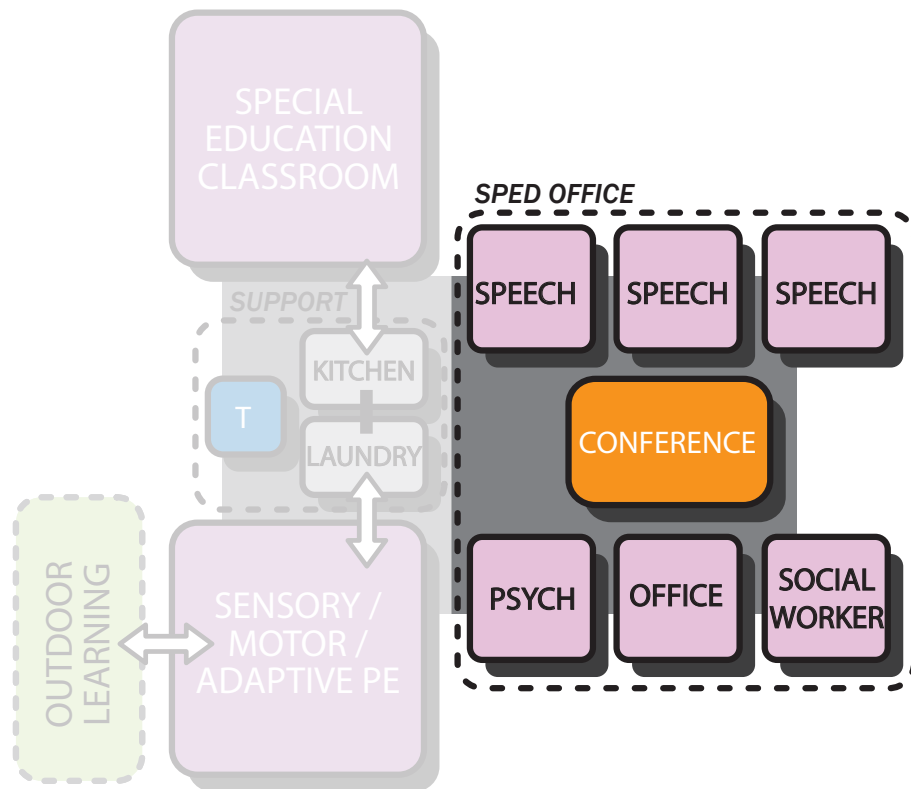 SPECIAL
EDUCATION
CLASSROOM
SPED OFFICE
SPEECH
SPEECH
SPEECH
SUPPORT
KITCHEN
T
LAUNDRY
CONFERENCE
OUTDOOR
LEARNING
SENSORY /
MOTOR /
ADAPTIVE PE
PSYCH
OFFICE
SOCIAL
WORKER